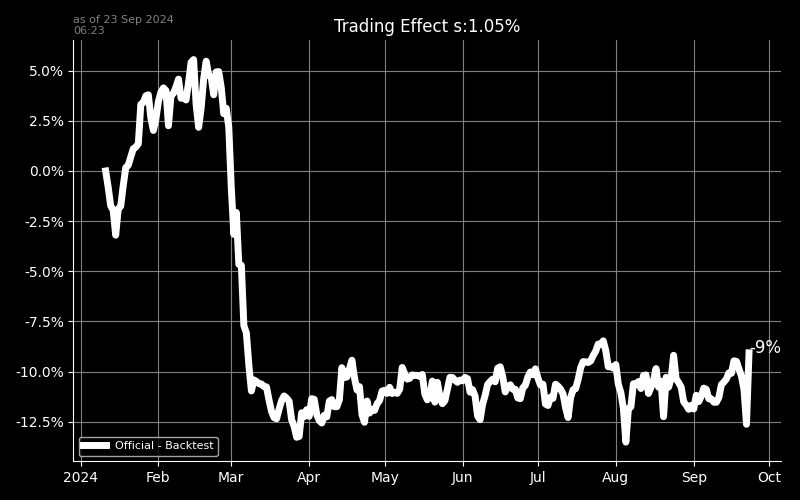 as of 23 Sep 2024
06:23
Trading Effect s:1.05%
5.0%
2.5%
0.0%
-2.5%
-5.0%
-7.5%
-10.0%
-12.5%
-9%
Official - Backtest
2024 Feb Mar Apr May Jun Jul Aug Sep Oct